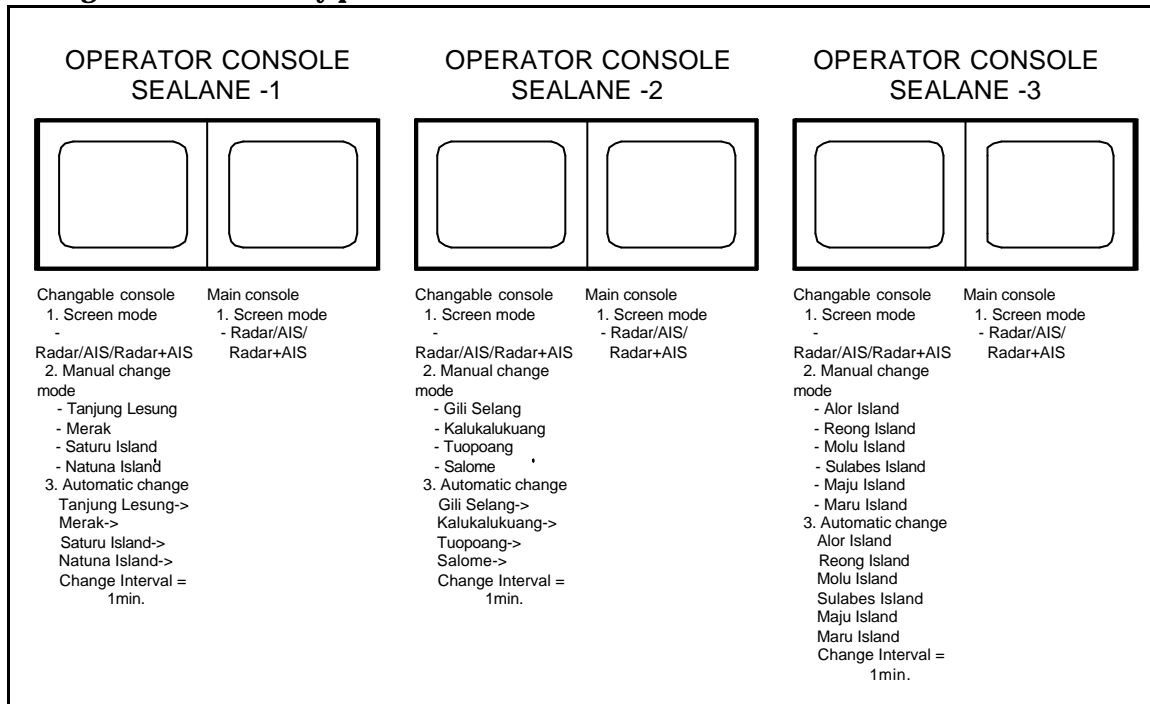 OPERATOR CONSOLE
SEALANE -1
Changable console
1. Screen mode
-
Radar/AIS/Radar+AIS
2. Manual change
mode
- Tanjung Lesung
- Merak
- Saturu Island
- Natuna Island
3. Automatic change
Tanjung Lesung->
Merak->
Saturu Island->
Natuna Island->
Change Interval =
1min.
Main console
1. Screen mode
- Radar/AIS/
Radar+AIS
OPERATOR CONSOLE
SEALANE -2
Changable console
1. Screen mode
-
Radar/AIS/Radar+AIS
2. Manual change
mode
- Gili Selang
- Kalukalukuang
- Tuopoang
- Salome
3. Automatic change
Gili Selang->
Kalukalukuang->
Tuopoang->
Salome->
Change Interval =
1min.
Main console
1. Screen mode
- Radar/AIS/
Radar+AIS
OPERATOR CONSOLE
SEALANE -3
Changable console
1. Screen mode
-
Radar/AIS/Radar+AIS
2. Manual change
mode
- Alor Island
- Reong Island
- Molu Island
- Sulabes Island
- Maju Island
- Maru Island
3. Automatic change
Alor Island
Reong Island
Molu Island
Sulabes Island
Maju Island
Maru Island
Change Interval =
1min.
Main console
1. Screen mode
- Radar/AIS/
Radar+AIS